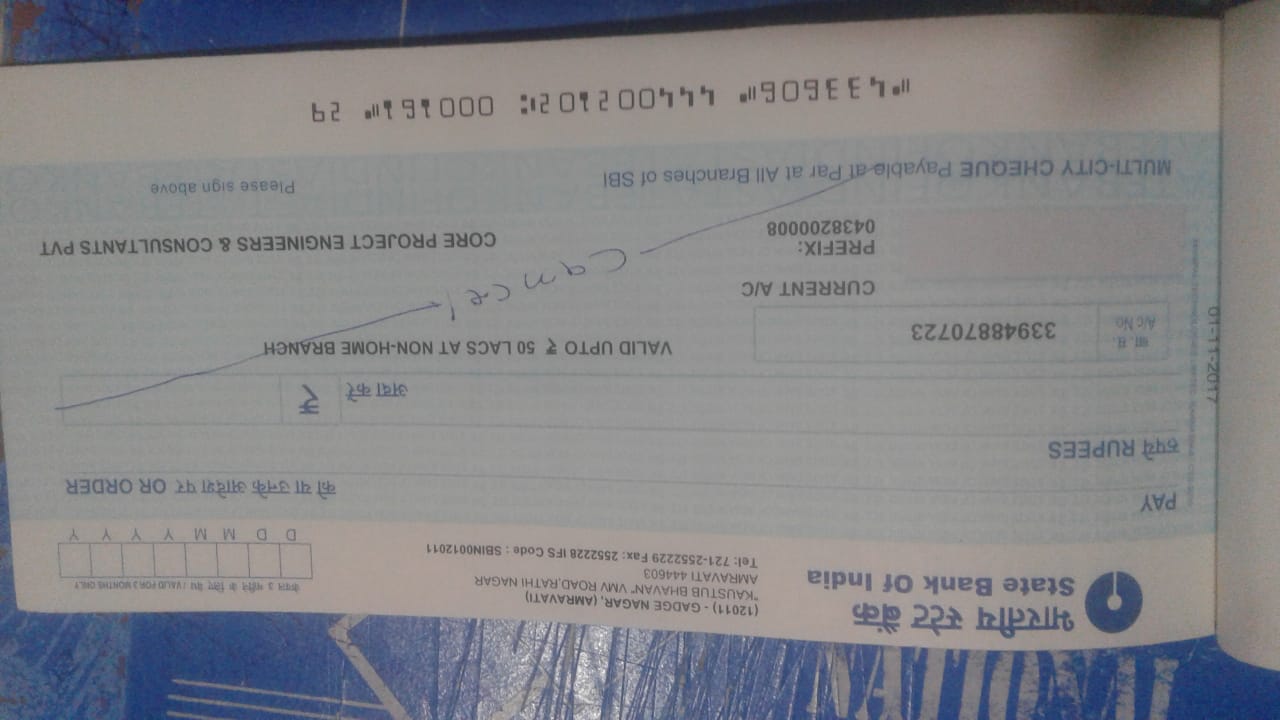 भारतीय स्टेट बैंक
State Bank Of India
(12011) - GADGE NAGAR, (AMRAVATI)
"KAUSTUB BHAVAN" VMV ROAD,RATHI NAGAR
AMRAVATI 444603
Tel: 721-2552229 Fax: 2552228 IFS Code : SBIN0012011
केवल 3 महीने के लिए वैध / VALID FOR 3 MONTHS ONLY
D D M M Y Y Y Y
PAY
को या उनके आदेश पर OR ORDER
रुपये RUPEES
अदा करें ₹
01-11-2017
खा. सं.
A/c No.
33948870723
VALID UPTO ₹ 50 LACS AT NON-HOME BRANCH
CURRENT A/C
cancel
PREFIX:
0438200008
CORE PROJECT ENGINEERS & CONSULTANTS PVT
MULTI-CITY CHEQUE Payable at Par at All Branches of SBI
Please sign above
⑈433606⑈ 444002102⑆ 000161⑈ 29